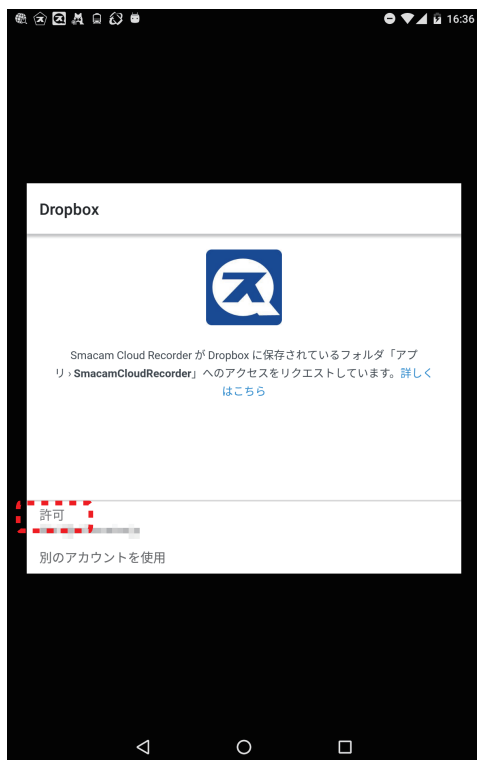 16:36
Dropbox
ス
Smacam Cloud Recorder が Dropbox に保存されているフォルダ「アプ
リ › SmacamCloudRecorder」へのアクセスをリクエストしています。詳しく
はこちら
許可
別のアカウントを使用